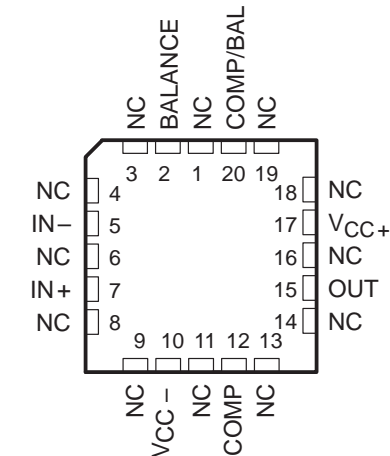 NC
BALANCE
NC
COMP/BAL
NC
3 2 1 20 19
NC 4
IN− 5
NC 6
IN+ 7
NC 8
18 NC
17 VCC+
16 NC
15 OUT
14 NC
9 10 11 12 13
NC
VCC−
NC
COMP
NC